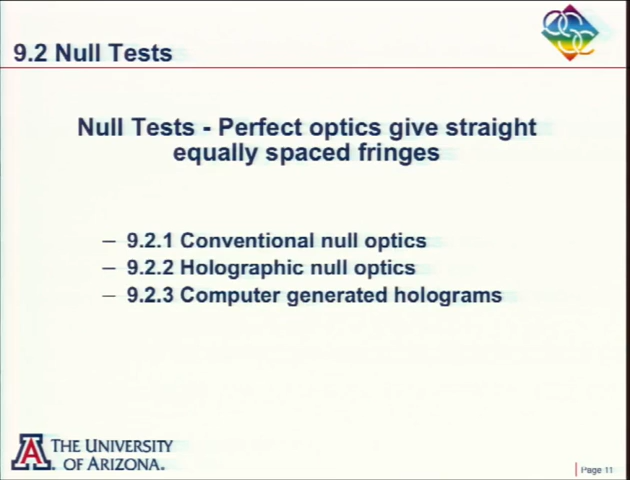 9.2 Null Tests
Null Tests - Perfect optics give straight
equally spaced fringes
– 9.2.1 Conventional null optics
– 9.2.2 Holographic null optics
– 9.2.3 Computer generated holograms
A
THE UNIVERSITY
OF ARIZONA.
Page 11